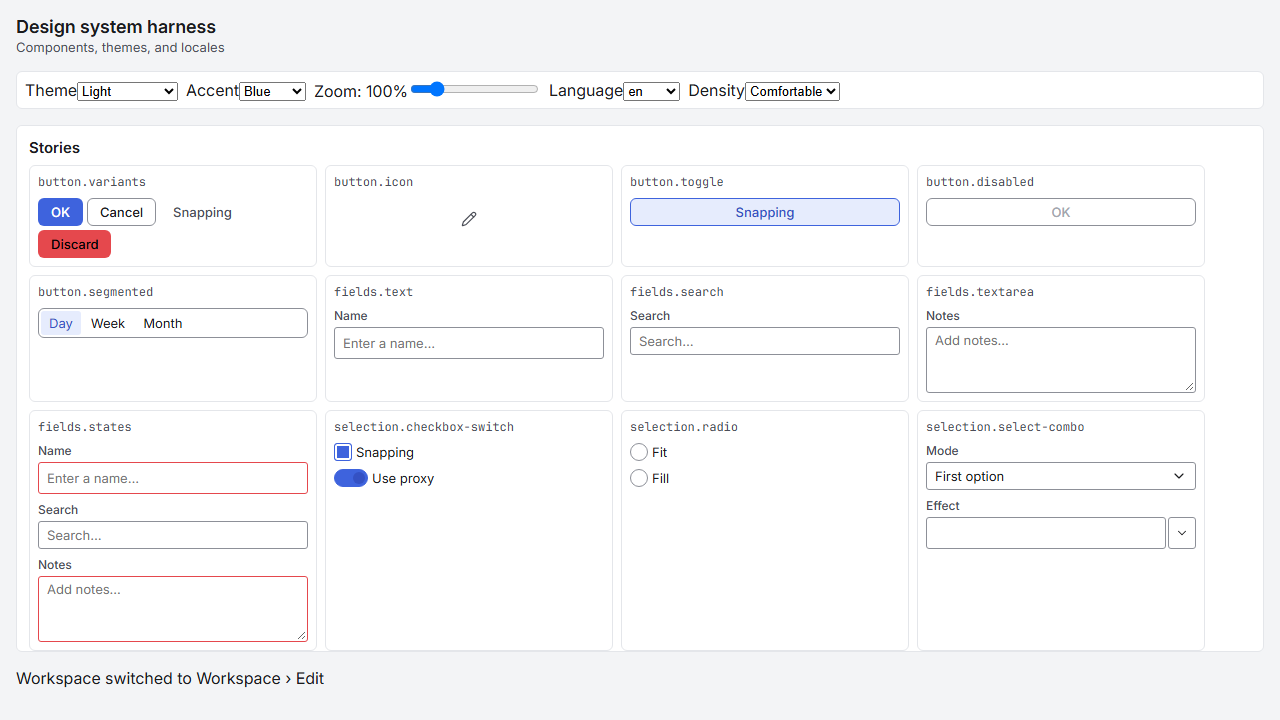 Design system harness
Components, themes, and locales
Theme Light Accent Blue Zoom: 100% Language en Density Comfortable
Stories
button.variants
OK Cancel Snapping
Discard
button.icon
button.toggle
Snapping
button.disabled
OK
button.segmented
Day Week Month
fields.text
Name
Enter a name...
fields.search
Search
Search...
fields.textarea
Notes
Add notes...
fields.states
Name
Enter a name...
Search
Search...
Notes
Add notes...
selection.checkbox-switch
Snapping
Use proxy
selection.radio
Fit
Fill
selection.select-combo
Mode
First option
Effect
Workspace switched to Workspace › Edit